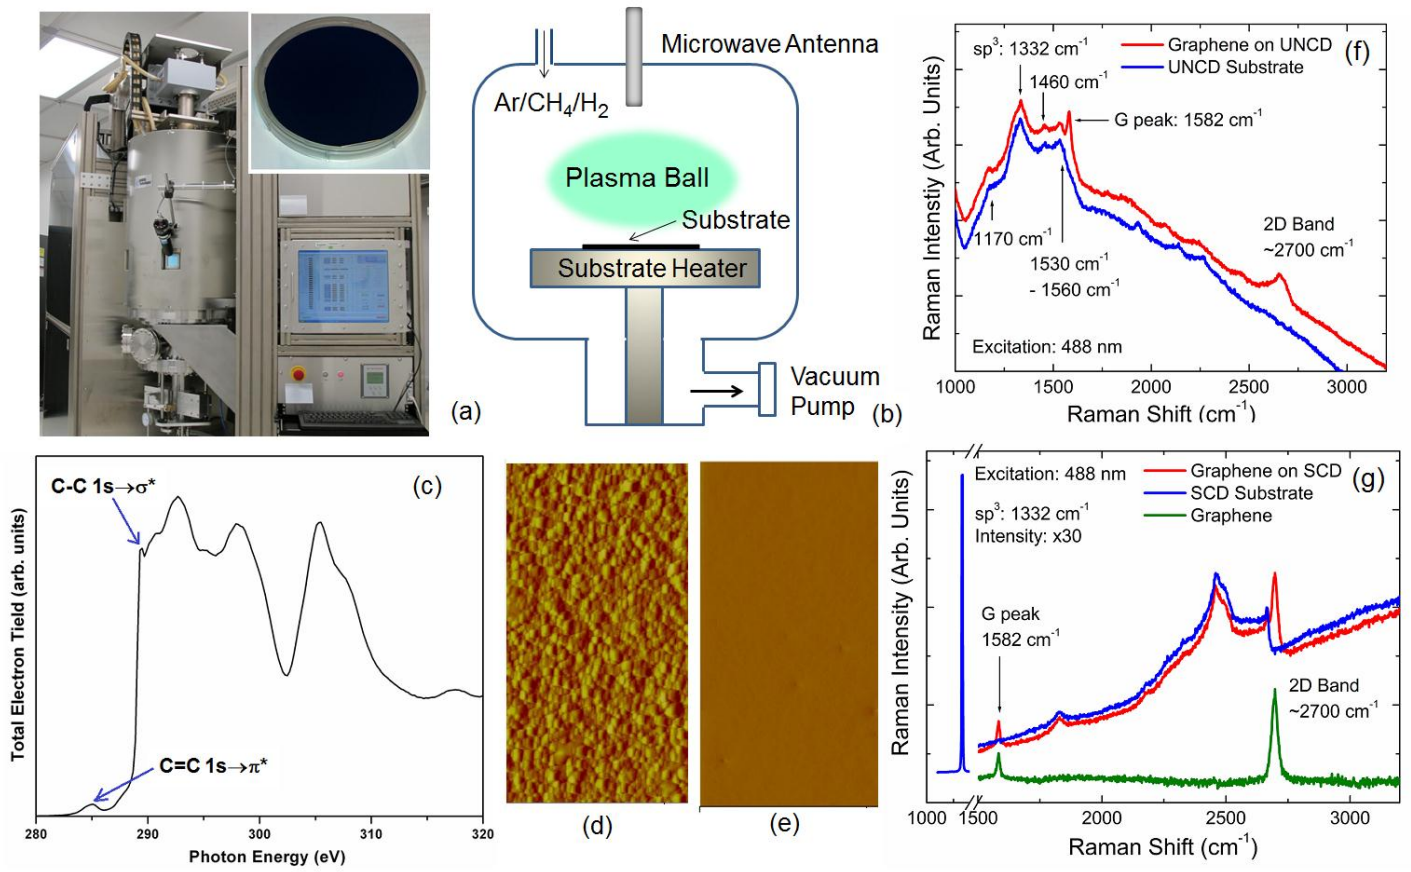 (a)
Microwave Antenna
Ar/CH₄/H₂
Plasma Ball
Substrate
Substrate Heater
Vacuum
Pump
(b)
C-C 1s→σ*
(c)
C=C 1s→π*
Total Electron Tield (arb. units)
280 290 300 310 320
Photon Energy (eV)
(d)
(e)
sp³: 1332 cm⁻¹
Graphene on UNCD
UNCD Substrate
(f)
1460 cm⁻¹
G peak: 1582 cm⁻¹
1170 cm⁻¹
1530 cm⁻¹
- 1560 cm⁻¹
2D Band
~2700 cm⁻¹
Excitation: 488 nm
Raman Intenstiy (Arb. Units)
1000 1500 2000 2500 3000
Raman Shift (cm⁻¹)
Excitation: 488 nm
sp³: 1332 cm⁻¹
Intensity: x30
Graphene on SCD
SCD Substrate
Graphene
(g)
G peak
1582 cm⁻¹
2D Band
~2700 cm⁻¹
Raman Intensity (Arb. Units)
1000 1500 2000 2500 3000
Raman Shift (cm⁻¹)